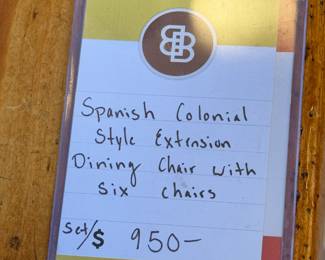 Spanish Colonial
Style Extension
Dining Chair with
six chairs
Set/$ 950-